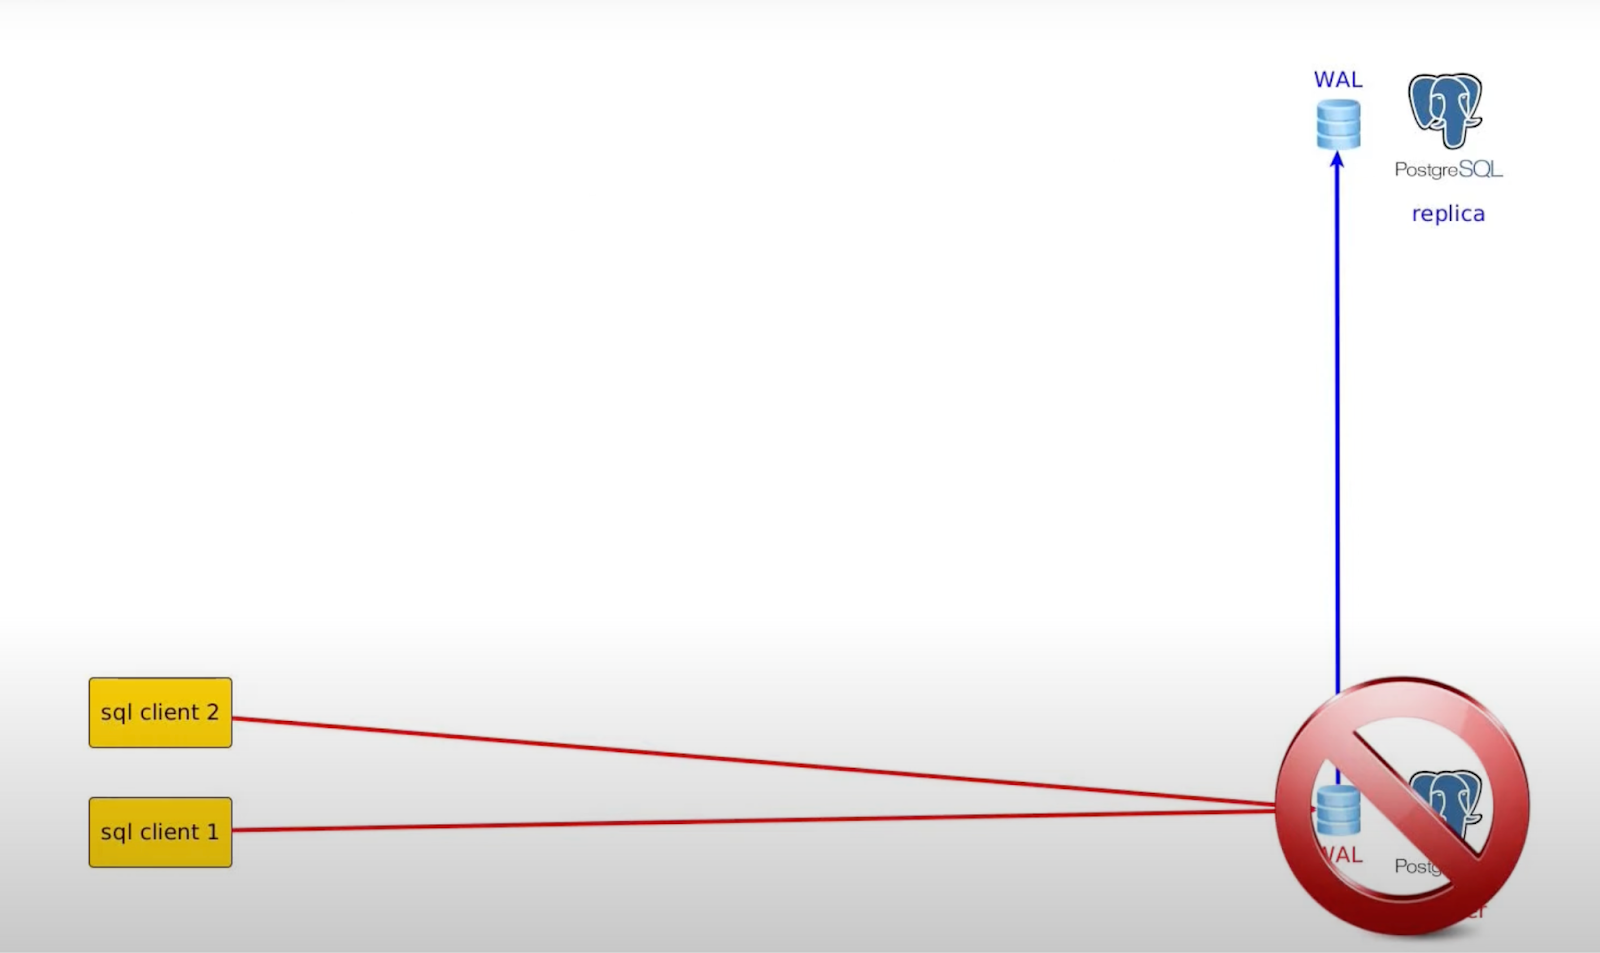 WAL
PostgreSQL
replica
sql client 2
sql client 1
WAL